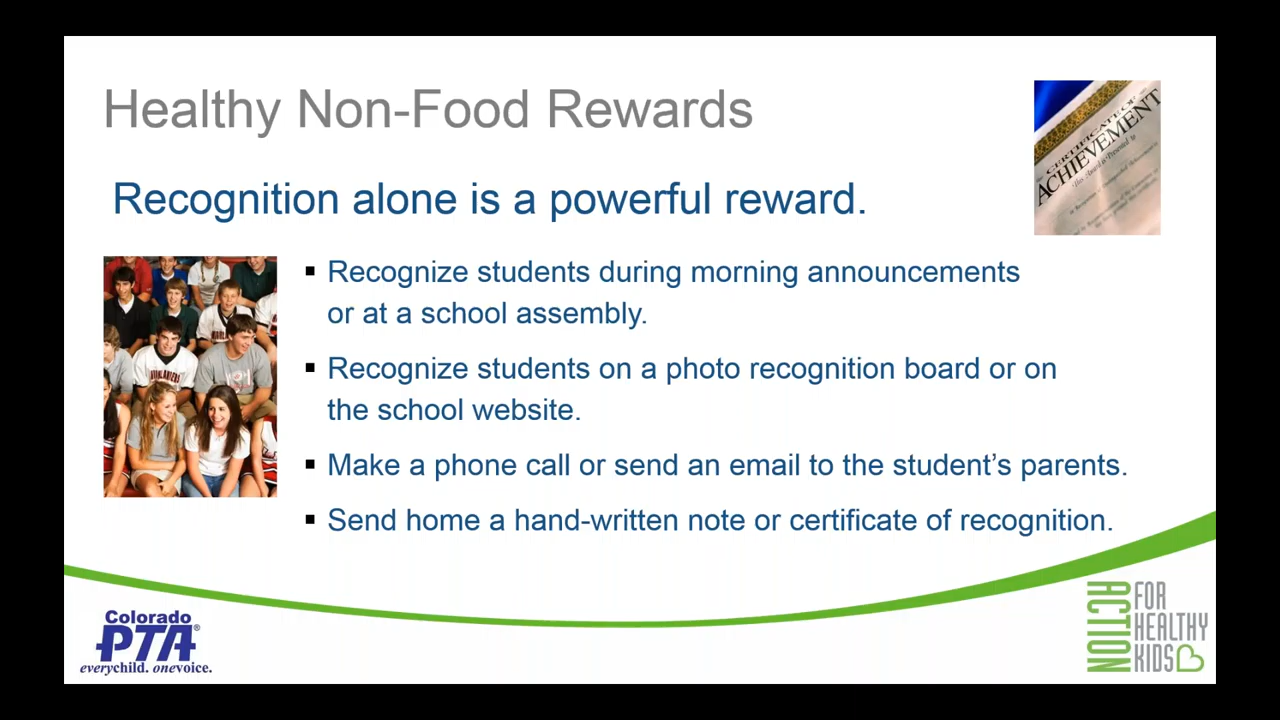 Healthy Non-Food Rewards
CERTIFICATE OF
ACHIEVEMENT
Recognition alone is a powerful reward.
▪ Recognize students during morning announcements
or at a school assembly.
▪ Recognize students on a photo recognition board or on
the school website.
▪ Make a phone call or send an email to the student’s parents.
▪ Send home a hand-written note or certificate of recognition.
Colorado
PTA®
everychild. onevoice.
ACTION
FOR
HEALTHY
KIDS